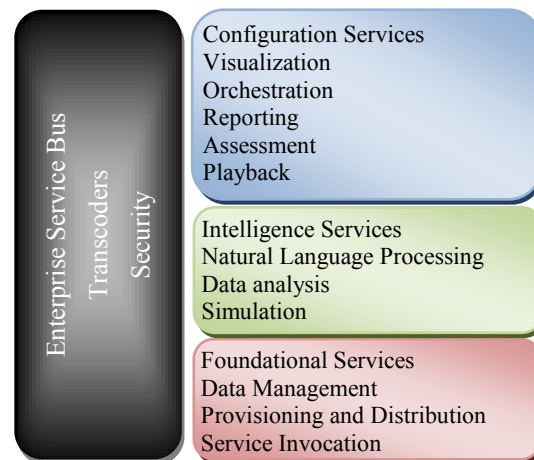 Enterprise Service Bus
Transcoders
Security
Configuration Services
Visualization
Orchestration
Reporting
Assessment
Playback
Intelligence Services
Natural Language Processing
Data analysis
Simulation
Foundational Services
Data Management
Provisioning and Distribution
Service Invocation